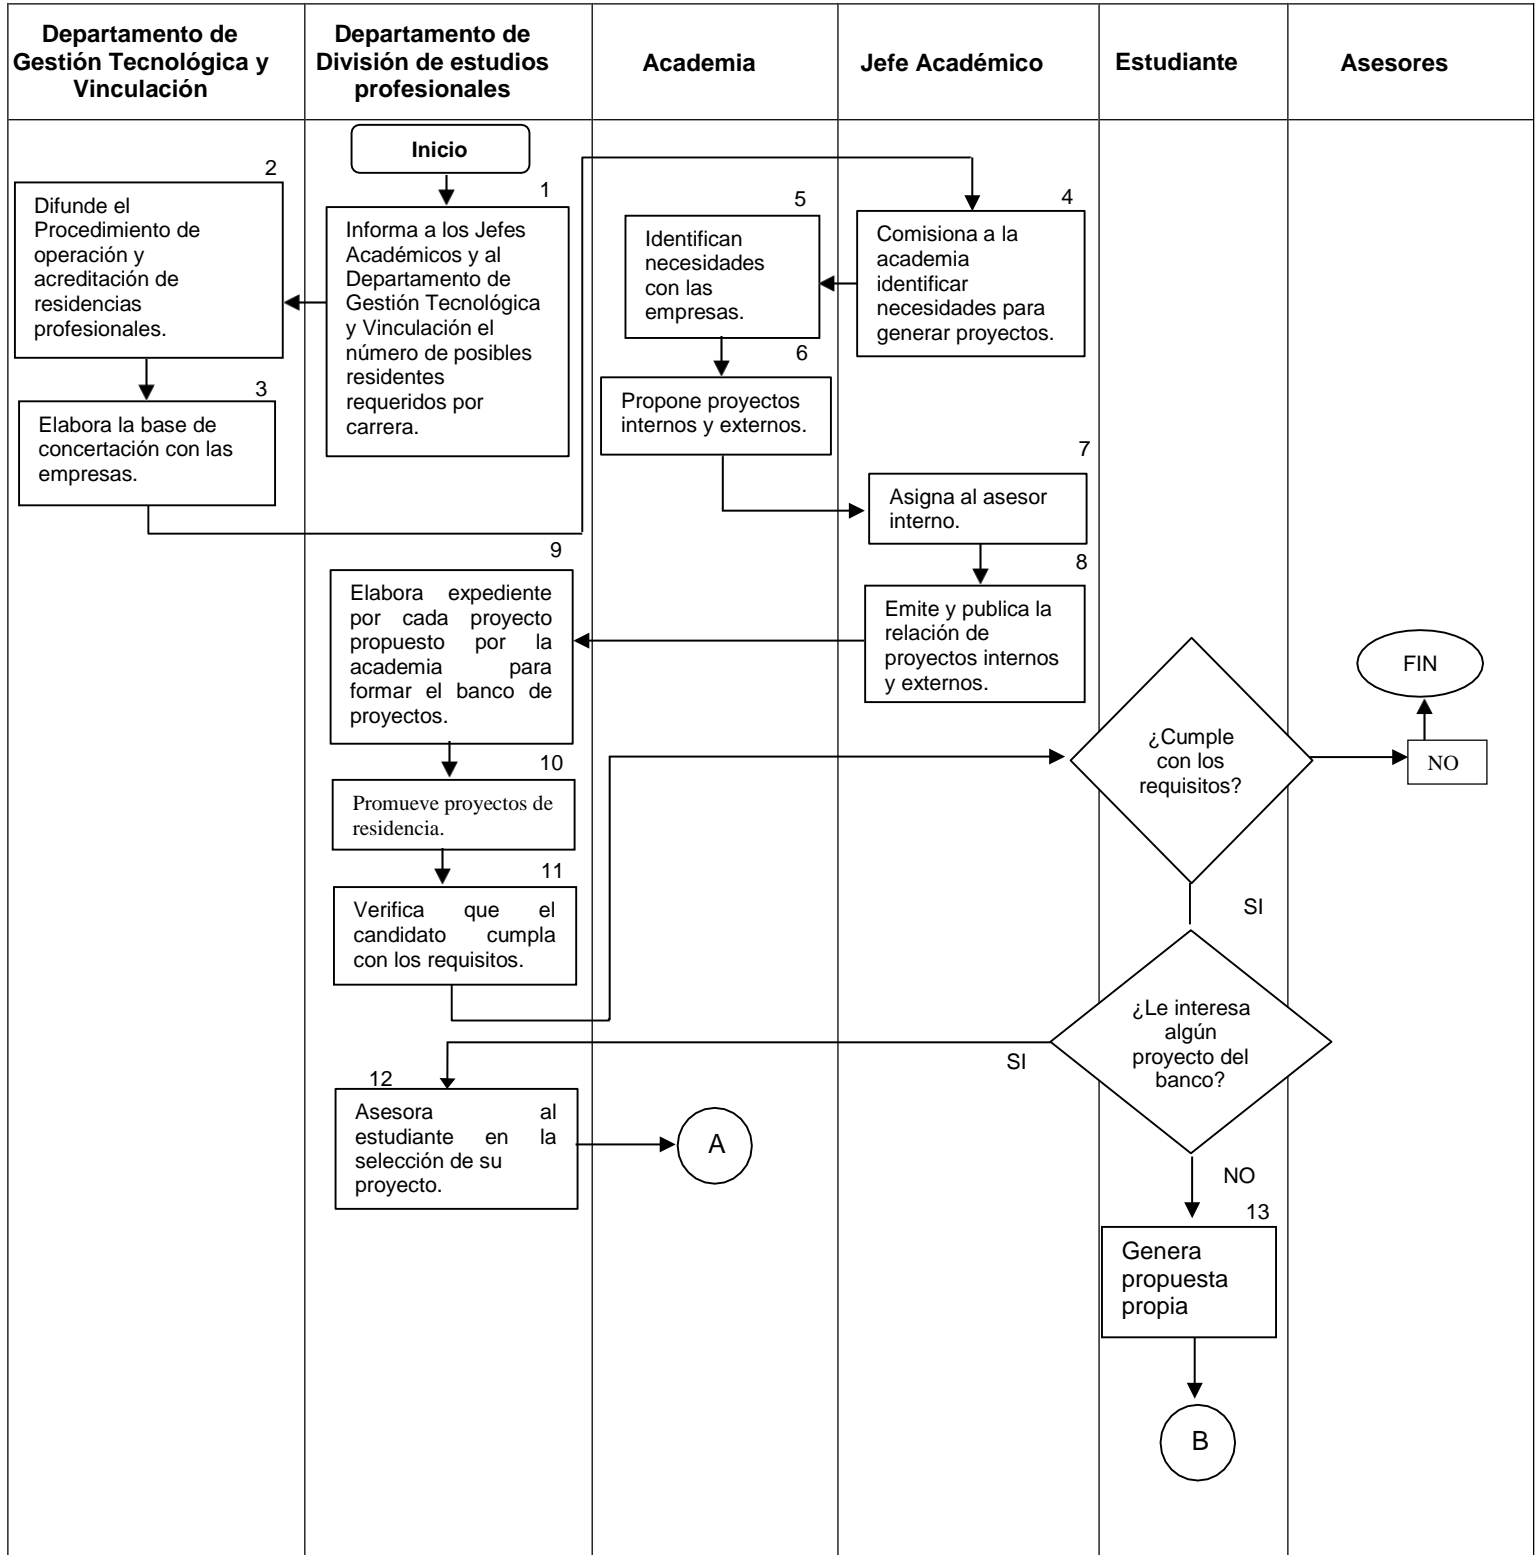 Departamento de
Gestión Tecnológica y
Vinculación
Departamento de
División de estudios
profesionales
Academia
Jefe Académico
Estudiante
Asesores
Inicio
1
Informa a los Jefes
Académicos y al
Departamento de
Gestión Tecnológica
y Vinculación el
número de posibles
residentes
requeridos por
carrera.
2
Difunde el
Procedimiento de
operación y
acreditación de
residencias
profesionales.
3
Elabora la base de
concertación con las
empresas.
4
Comisiona a la
academia
identificar
necesidades para
generar proyectos.
5
Identifican
necesidades
con las
empresas.
6
Propone proyectos
internos y externos.
7
Asigna al asesor
interno.
8
Emite y publica la
relación de
proyectos internos
y externos.
9
Elabora expediente
por cada proyecto
propuesto por la
academia para
formar el banco de
proyectos.
10
Promueve proyectos de
residencia.
11
Verifica que el
candidato cumpla
con los requisitos.
¿Cumple
con los
requisitos?
NO
FIN
SI
¿Le interesa
algún
proyecto del
banco?
SI
12
Asesora al
estudiante en la
selección de su
proyecto.
A
NO
13
Genera
propuesta
propia
B